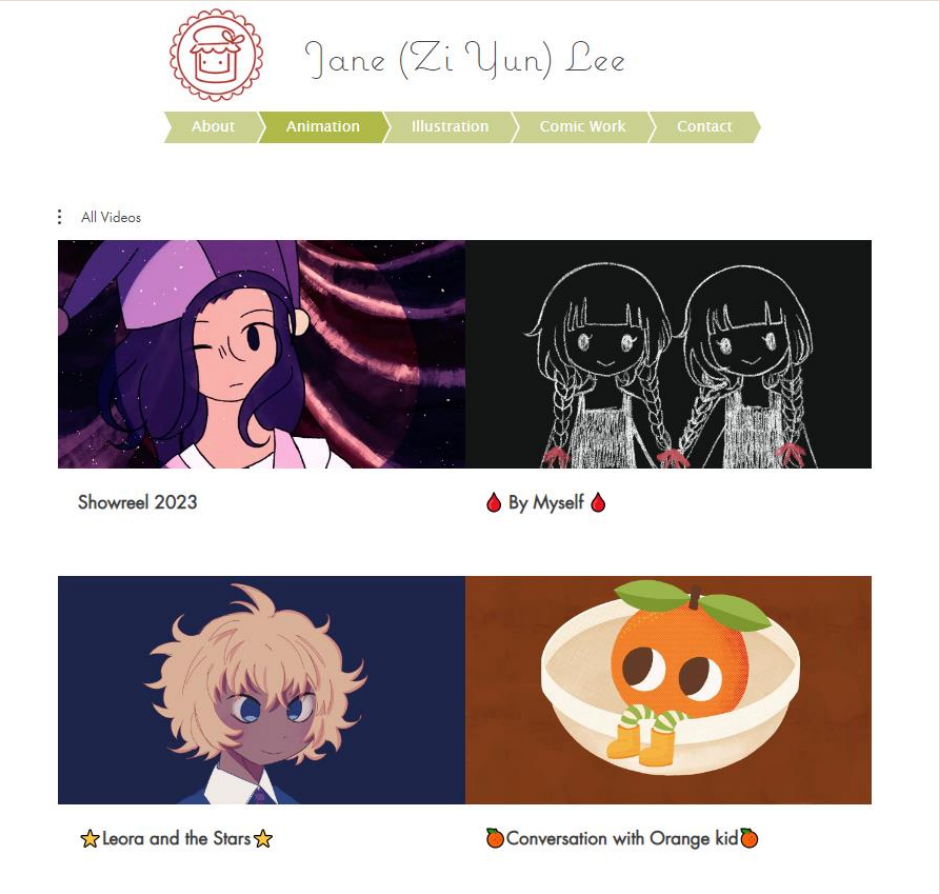 Jane (Zi Yun) Lee
About Animation Illustration Comic Work Contact
All Videos
Showreel 2023
🩸 By Myself 🩸
⭐Leora and the Stars⭐
🍊Conversation with Orange kid🍊